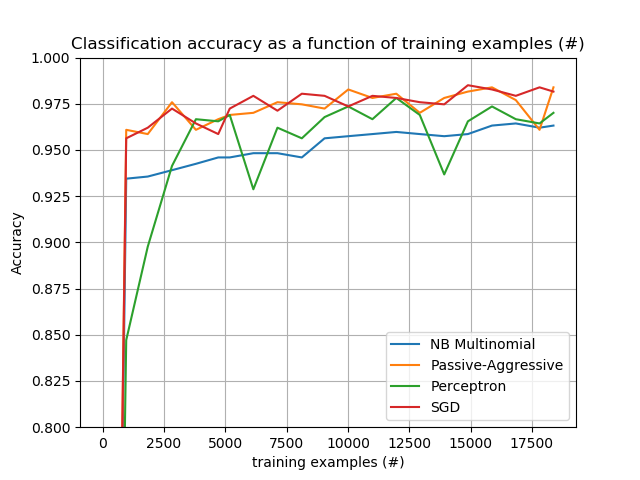 Classification accuracy as a function of training examples (#)
1.000
0.975
0.950
0.925
0.900
0.875
0.850
0.825
0.800
Accuracy
NB Multinomial
Passive-Aggressive
Perceptron
SGD
0 2500 5000 7500 10000 12500 15000 17500
training examples (#)